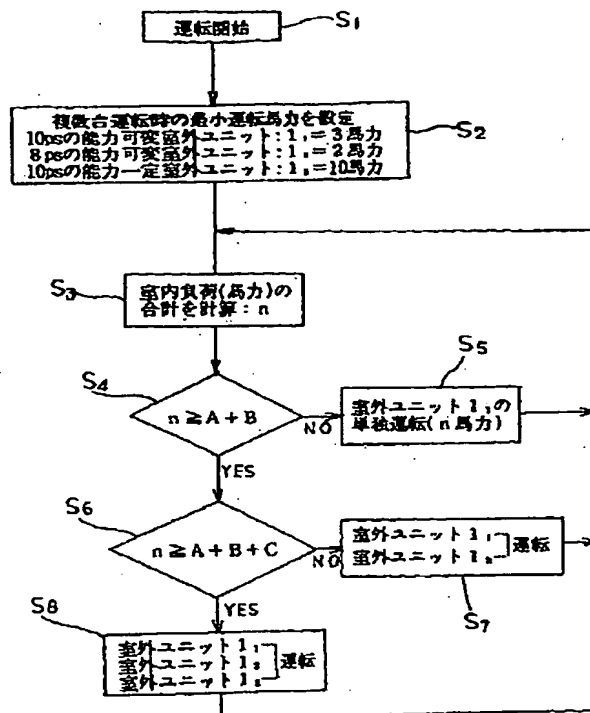 運転開始
S1
複数台運転時の最小運転馬力を設定
10psの能力可変室外ユニット:1₁=3馬力
8psの能力可変室外ユニット:1₂=2馬力
10psの能力一定室外ユニット:1₃=10馬力
S2
S3
室内負荷(馬力)の
合計を計算:n
S4
n≧A+B
NO
YES
S5
室外ユニット1₁の
単独運転(n馬力)
S6
n≧A+B+C
NO
YES
室外ユニット1₁
室外ユニット1₂
運転
S7
S8
室外ユニット1₁
室外ユニット1₂
室外ユニット1₃
運転